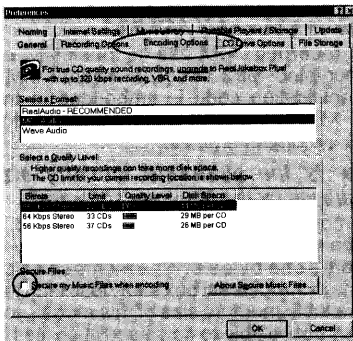 Preferences
Naming Internet Settings Music Library Portable Players / Storage Update
General Recording Options Encoding Options CD Drive Options File Storage
For true CD-quality sound recordings, upgrade to RealJukebox Plus!
with up to 320 kbps recording, VBR, and more.
Select a Format
RealAudio - RECOMMENDED
Wave Audio
Select a Quality Level
Higher quality recordings can take more disk space.
The CD limit for your current recording location is shown below.
Bitrate Limit Quality Level Disk Space
64 Kbps Stereo 33 CDs 29 MB per CD
56 Kbps Stereo 37 CDs 26 MB per CD
Secure Files
Secure my Music Files when encoding About Secure Music Files...
OK Cancel